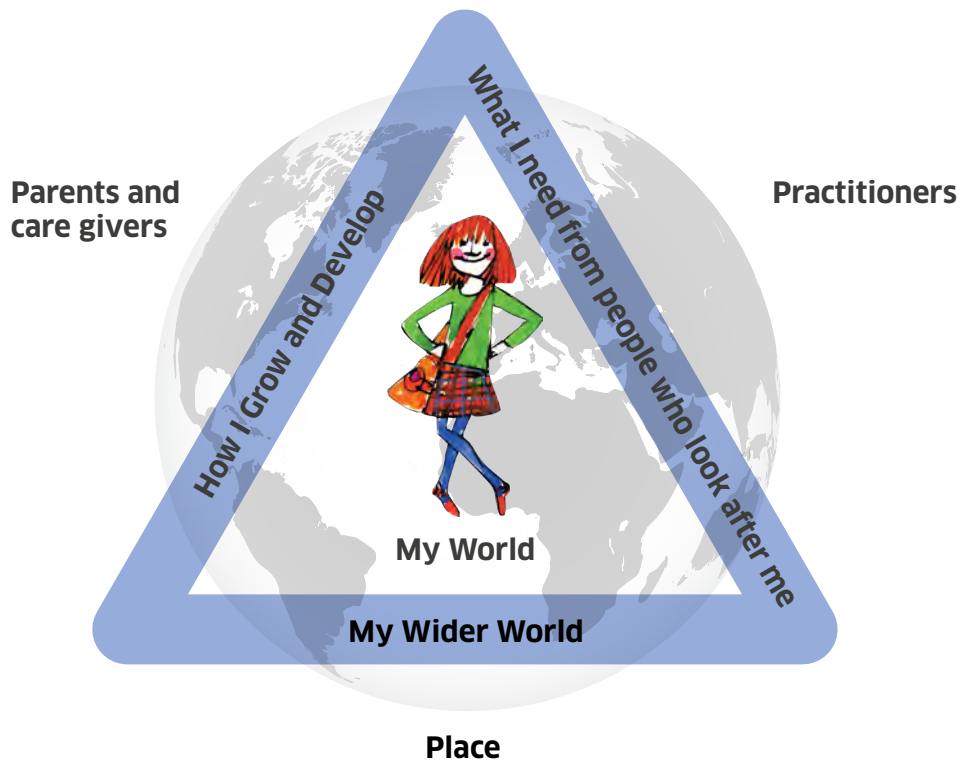 Parents and
care givers
Practitioners
How I Grow and Develop
What I need from people who look after me
My World
My Wider World
Place